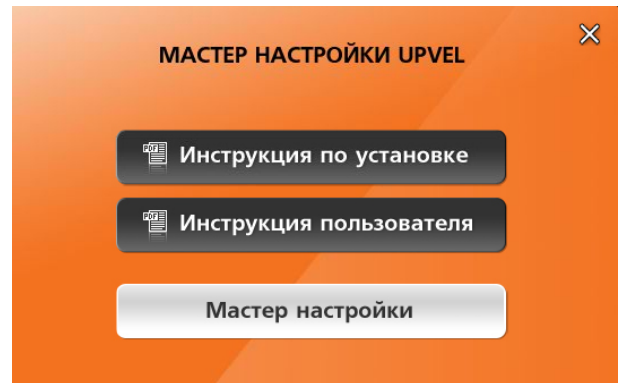 МАСТЕР НАСТРОЙКИ UPVEL
PDF Инструкция по установке
PDF Инструкция пользователя
Мастер настройки